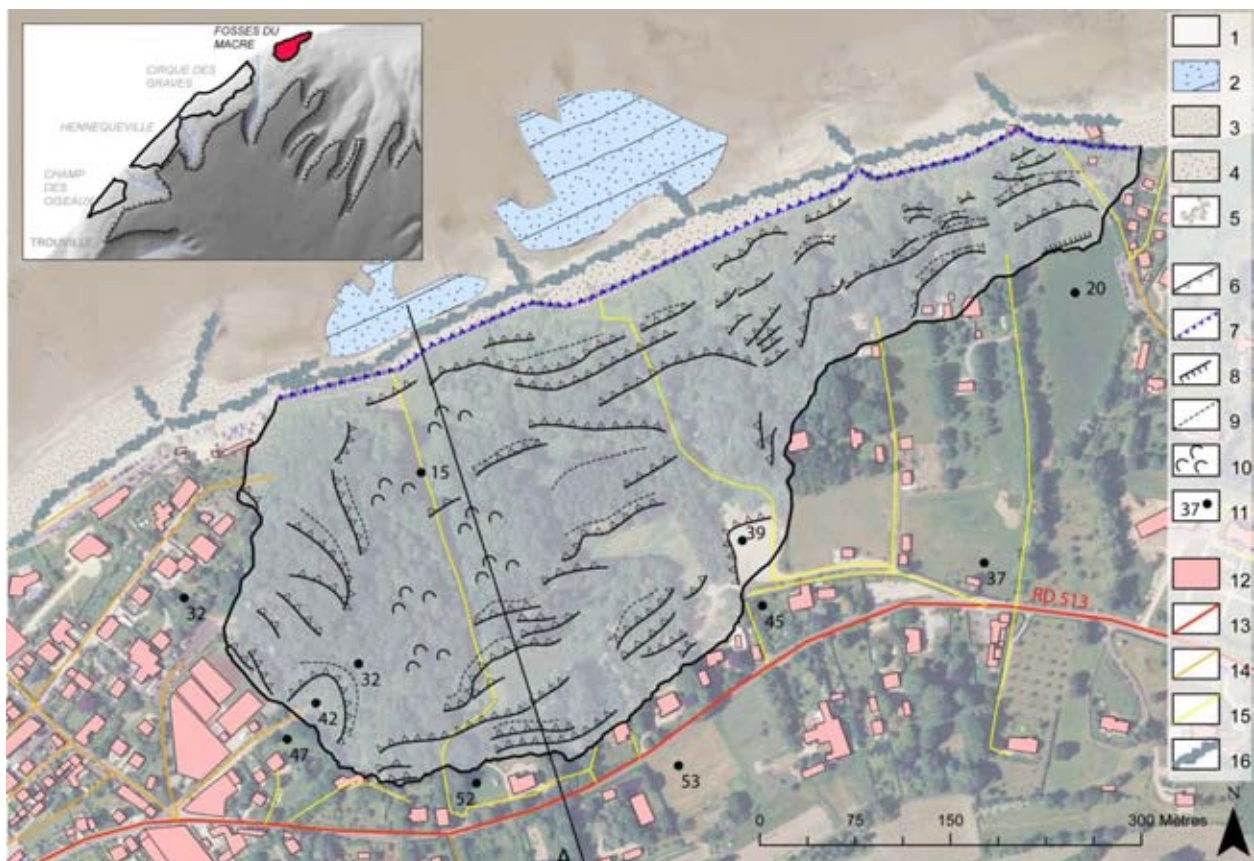 FOSSES DU
MACRE
CIRQUE DES
GRAVES
HENNEQUEVILLE
CHAMP
DES
OISEAUX
TROUVILLE
1
2
3
4
5
6
7
8
9
10
37
11
12
13
14
15
16
20
15
39
37
32
45
RD 513
32
42
47
52
53
A
N
0 75 150 300 Mètres